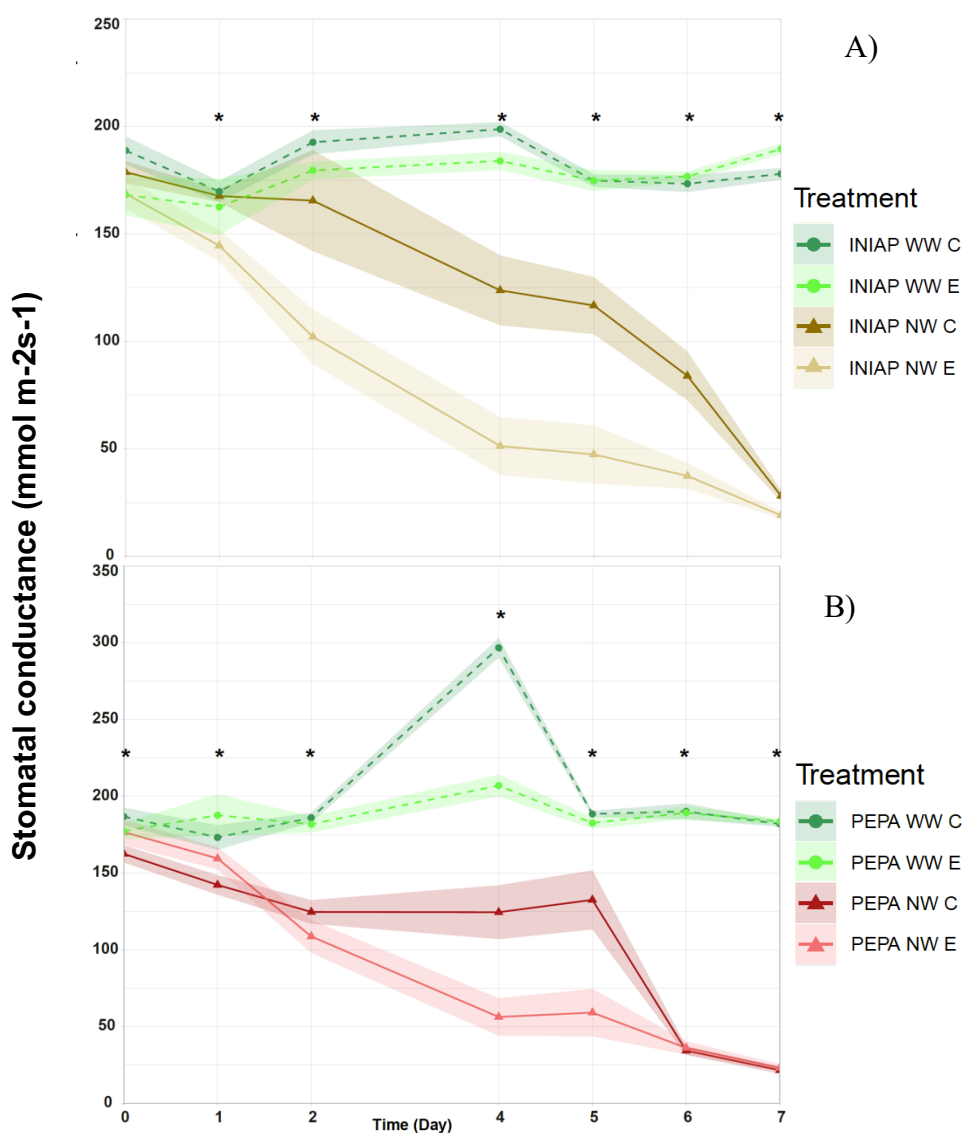 Stomatal conductance (mmol m-2s-1)
A)
250
200
150
100
50
0
* * * * * *
Treatment
INIAP WW C
INIAP WW E
INIAP NW C
INIAP NW E
B)
350
300
250
200
150
100
50
0
*
* * * * * *
Treatment
PEPA WW C
PEPA WW E
PEPA NW C
PEPA NW E
0 1 2 4 5 6 7
Time (Day)